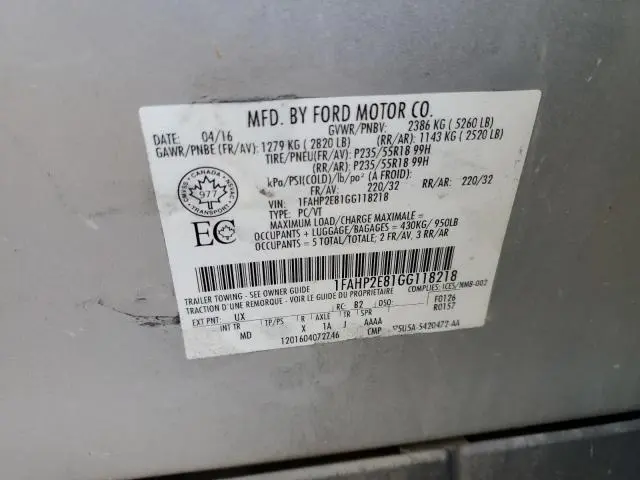 MFD. BY FORD MOTOR CO.
DATE: 04/16 GVWR/PNBV: 2386 KG ( 5260 LB)
GAWR/PNBE (FR/AV): 1279 KG ( 2820 LB) (RR/AR): 1143 KG ( 2520 LB)
TIRE/PNEU(FR/AV): P235/55R18 99H
(RR/AR): P235/55R18 99H
kPa/PSI(COLD)/lb/po² (A FROID):
FR/AV: 220/32 RR/AR: 220/32
CANADA
977
TRANSPORT
EC
VIN: 1FAHP2E81GG118218
TYPE: PC/VT
MAXIMUM LOAD/CHARGE MAXIMALE =
OCCUPANTS + LUGGAGE/BAGAGES = 430KG/ 950LB
OCCUPANTS = 5 TOTAL/TOTALE: 2 FR/AV, 3 RR/AR
1FAHP2E81GG118218
TRAILER TOWING - SEE OWNER GUIDE COMPLIES: ICES/NMB-002
TRACTION D'UNE REMORQUE - VOIR LE GUIDE DU PROPRIETAIRE
EXT PNT: UX RC: B2 DSO: F0126
R0157
INT TR TP/PS R AXLE TR SPR
MD X 1A J AAAA
12016040727​46 CMP 5U5A-5420472-AA